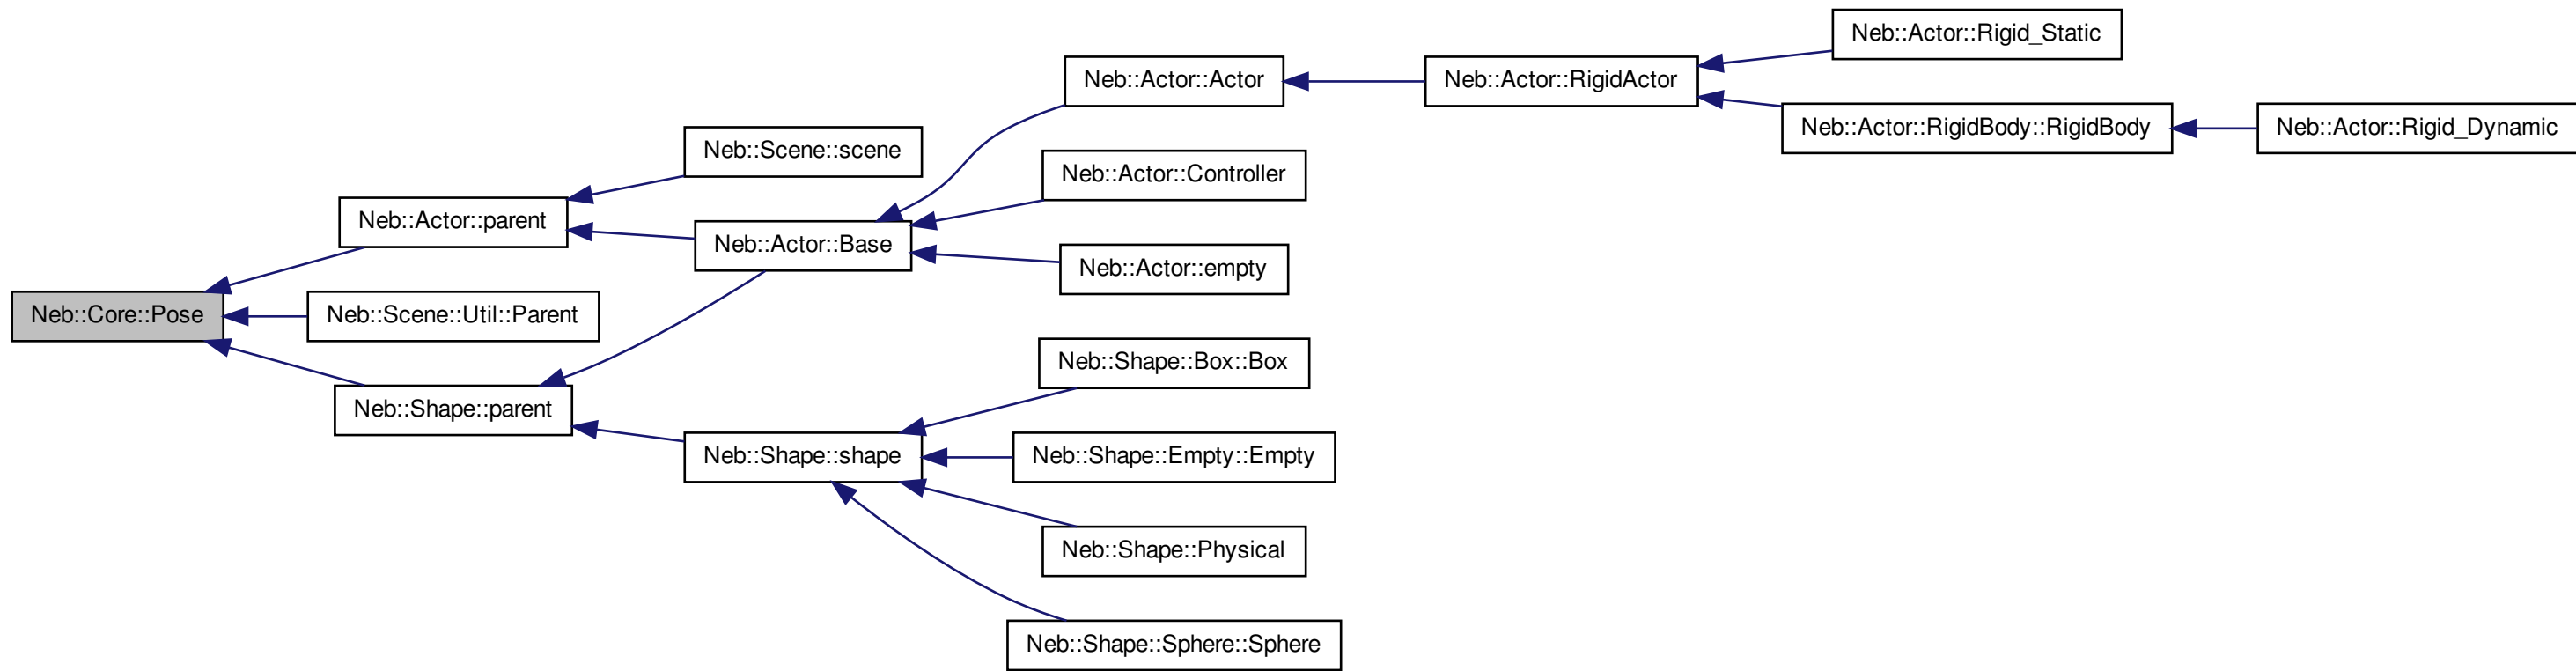 Neb::Actor::Rigid_Static
Neb::Actor::Actor
Neb::Actor::RigidActor
Neb::Actor::RigidBody::RigidBody
Neb::Actor::Rigid_Dynamic
Neb::Scene::scene
Neb::Actor::Controller
Neb::Actor::parent
Neb::Actor::Base
Neb::Actor::empty
Neb::Core::Pose
Neb::Scene::Util::Parent
Neb::Shape::Box::Box
Neb::Shape::parent
Neb::Shape::shape
Neb::Shape::Empty::Empty
Neb::Shape::Physical
Neb::Shape::Sphere::Sphere